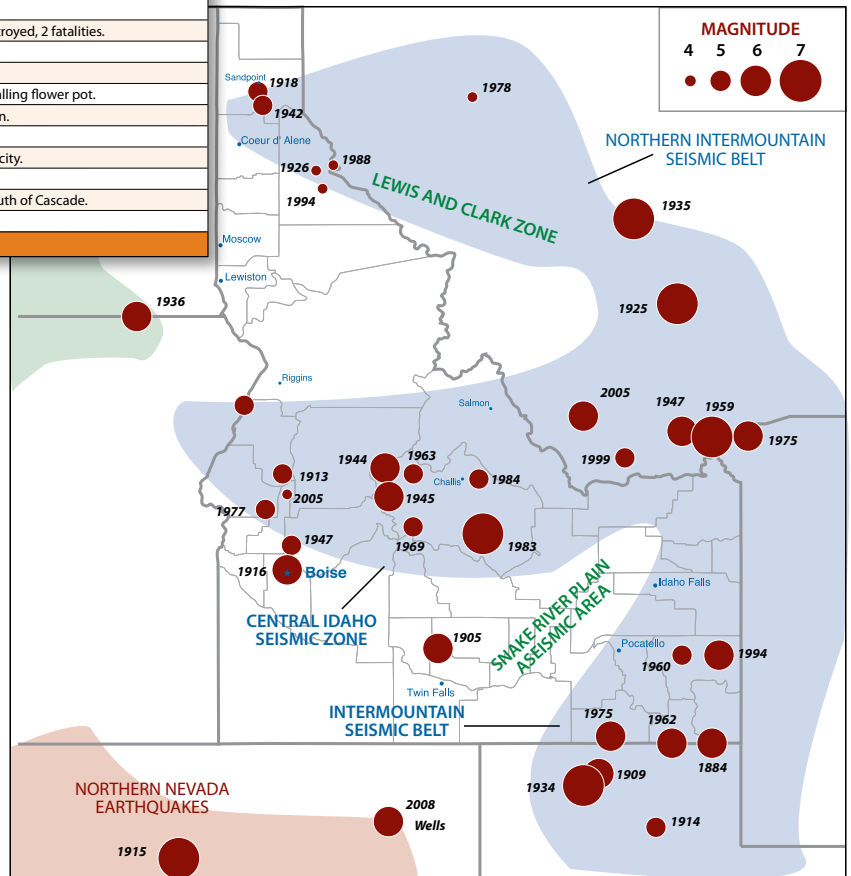 royed, 2 fatalities.
alling flower pot.
n.
city.
uth of Cascade.
MAGNITUDE
4 5 6 7
Sandpoint
1918
1942
1978
Coeur d' Alene
NORTHERN INTERMOUNTAIN
SEISMIC BELT
1926
1988
1994
LEWIS AND CLARK ZONE
1935
Moscow
Lewiston
1936
1925
Riggins
Salmon
2005
1947
1959
1975
1999
1944
1963
1913
2005
1977
Challis
1984
1945
1947
1969
1983
1916
Boise
CENTRAL IDAHO
SEISMIC ZONE
SNAKE RIVER PLAIN
ASEISMIC AREA
Idaho Falls
1905
Pocatello
1960
1994
Twin Falls
INTERMOUNTAIN
SEISMIC BELT
1975
1962
1884
1909
1934
1914
NORTHERN NEVADA
EARTHQUAKES
2008
Wells
1915